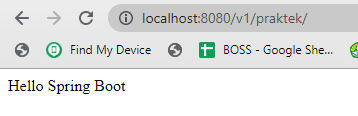 localhost:8080/v1/praktek/
Find My Device
BOSS - Google She...
Hello Spring Boot